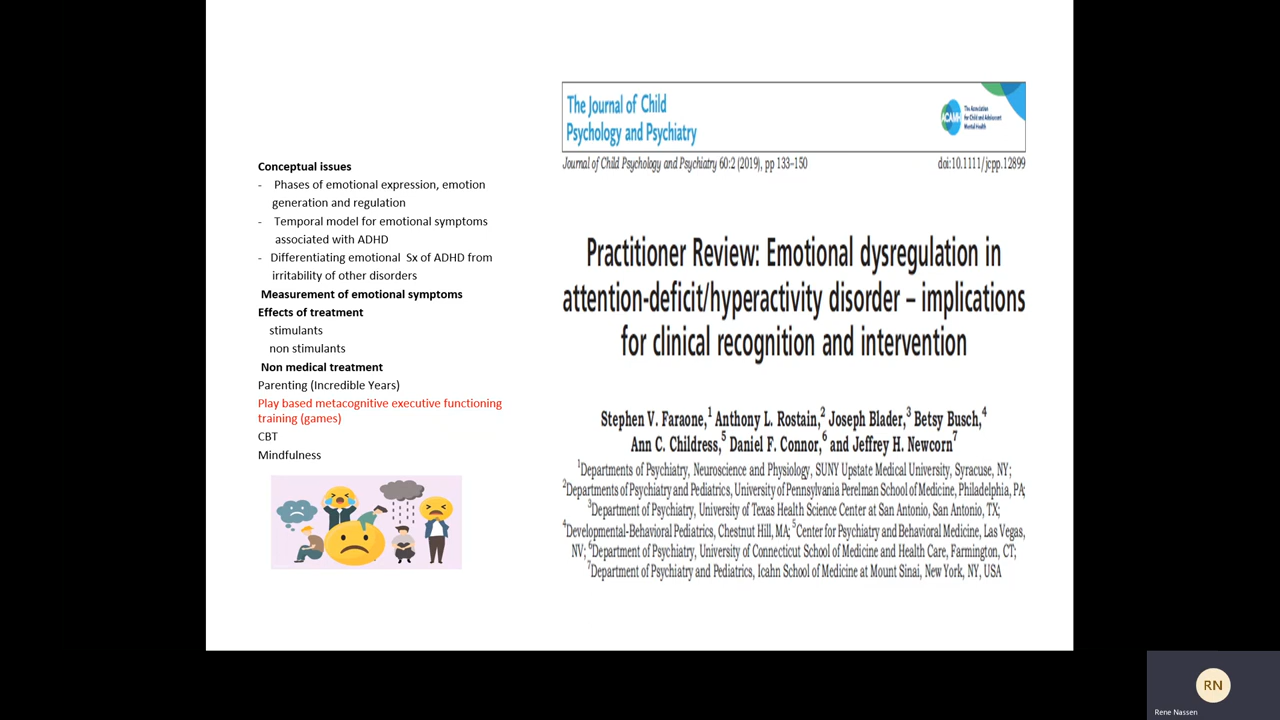 Conceptual issues
- Phases of emotional expression, emotion
generation and regulation
- Temporal model for emotional symptoms
associated with ADHD
- Differentiating emotional Sx of ADHD from
irritability of other disorders
Measurement of emotional symptoms
Effects of treatment
stimulants
non stimulants
Non medical treatment
Parenting (Incredible Years)
Play based metacognitive executive functioning
training (games)
CBT
Mindfulness
The Journal of Child
Psychology and Psychiatry
ACAMH
The Association
for Child and Adolescent
Mental Health
Journal of Child Psychology and Psychiatry 60:2 (2019), pp 133–150
doi:10.1111/jcpp.12899
Practitioner Review: Emotional dysregulation in
attention-deficit/hyperactivity disorder – implications
for clinical recognition and intervention
Stephen V. Faraone,1 Anthony L. Rostain,2 Joseph Blader,3 Betsy Busch,4
Ann C. Childress,5 Daniel F. Connor,6 and Jeffrey H. Newcorn7
1Departments of Psychiatry, Neuroscience and Physiology, SUNY Upstate Medical University, Syracuse, NY;
2Departments of Psychiatry and Pediatrics, University of Pennsylvania Perelman School of Medicine, Philadelphia, PA;
3Department of Psychiatry, University of Texas Health Science Center at San Antonio, San Antonio, TX;
4Developmental-Behavioral Pediatrics, Chestnut Hill, MA; 5Center for Psychiatry and Behavioral Medicine, Las Vegas,
NV; 6Department of Psychiatry, University of Connecticut School of Medicine and Health Care, Farmington, CT;
7Department of Psychiatry and Pediatrics, Icahn School of Medicine at Mount Sinai, New York, NY, USA
RN
Rene Nassen